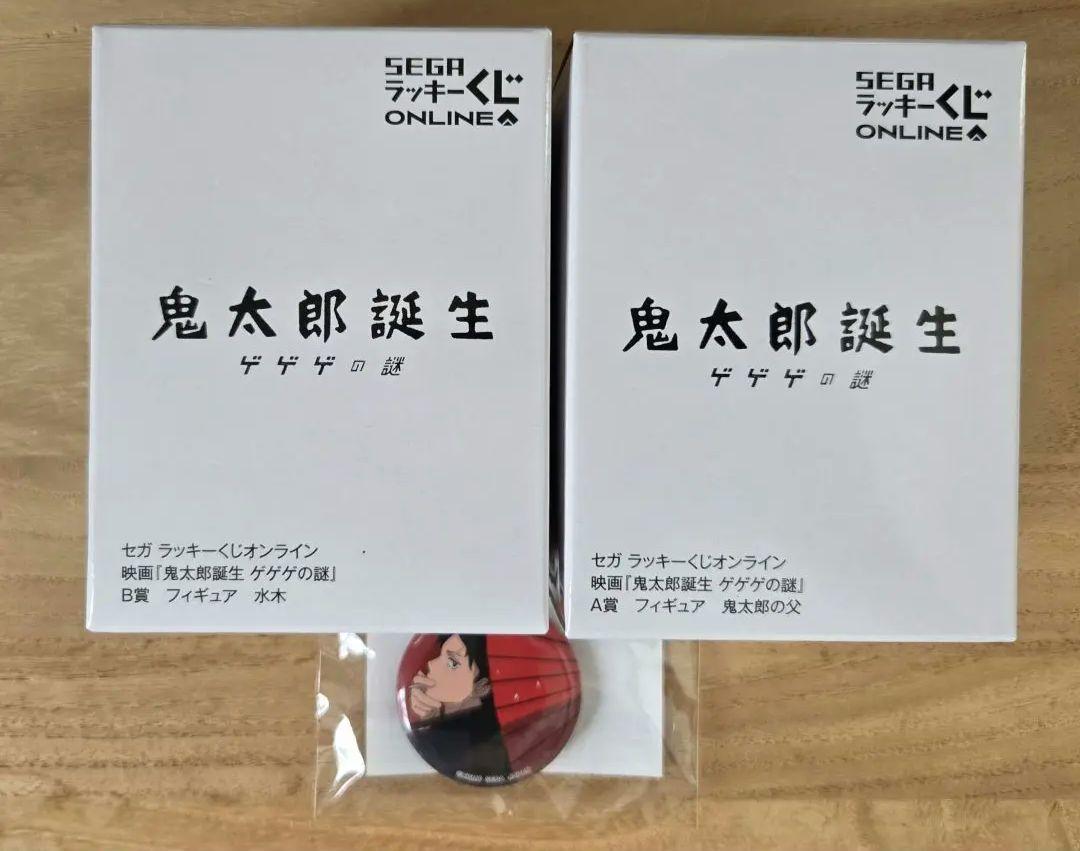 SEGA
ラッキーくじ
ONLINE
鬼太郎誕生
ゲゲゲの謎
セガ ラッキーくじオンライン
映画『鬼太郎誕生 ゲゲゲの謎』
B賞　フィギュア　水木
SEGA
ラッキーくじ
ONLINE
鬼太郎誕生
ゲゲゲの謎
セガ ラッキーくじオンライン
映画『鬼太郎誕生 ゲゲゲの謎』
A賞　フィギュア　鬼太郎の父
SEGA